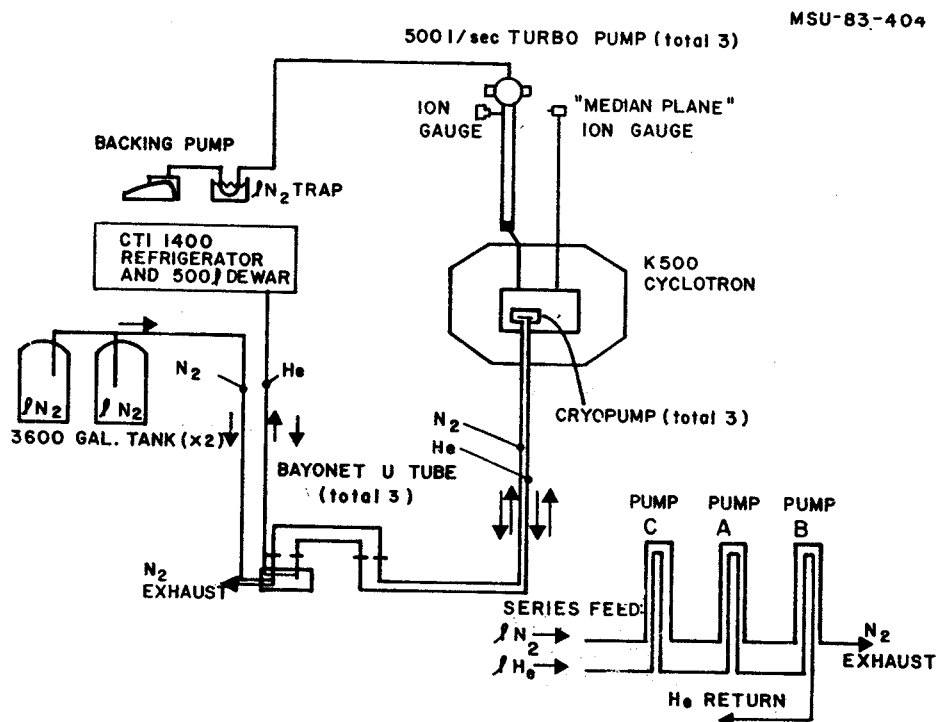 MSU-83-404
500 l/sec TURBO PUMP (total 3)
ION
GAUGE
"MEDIAN PLANE"
ION GAUGE
BACKING PUMP
lN2 TRAP
CTI 1400
REFRIGERATOR
AND 500l DEWAR
K500
CYCLOTRON
N2
He
lN2
lN2
3600 GAL. TANK (x2)
CRYOPUMP (total 3)
N2
He
BAYONET U TUBE
(total 3)
PUMP
C
PUMP
A
PUMP
B
N2
EXHAUST
SERIES FEED:
lN2
lHe
N2
EXHAUST
He RETURN